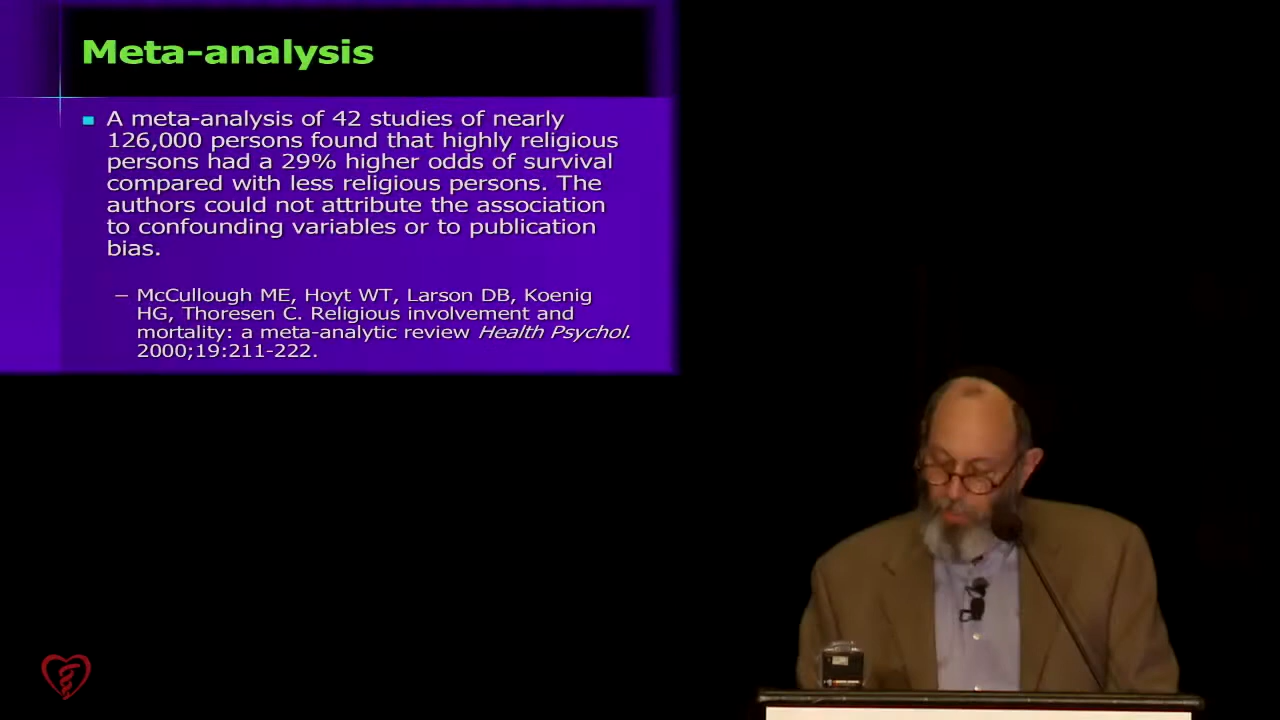 Meta-analysis
A meta-analysis of 42 studies of nearly
126,000 persons found that highly religious
persons had a 29% higher odds of survival
compared with less religious persons. The
authors could not attribute the association
to confounding variables or to publication
bias.
– McCullough ME, Hoyt WT, Larson DB, Koenig
HG, Thoresen C. Religious involvement and
mortality: a meta-analytic review Health Psychol.
2000;19:211-222.